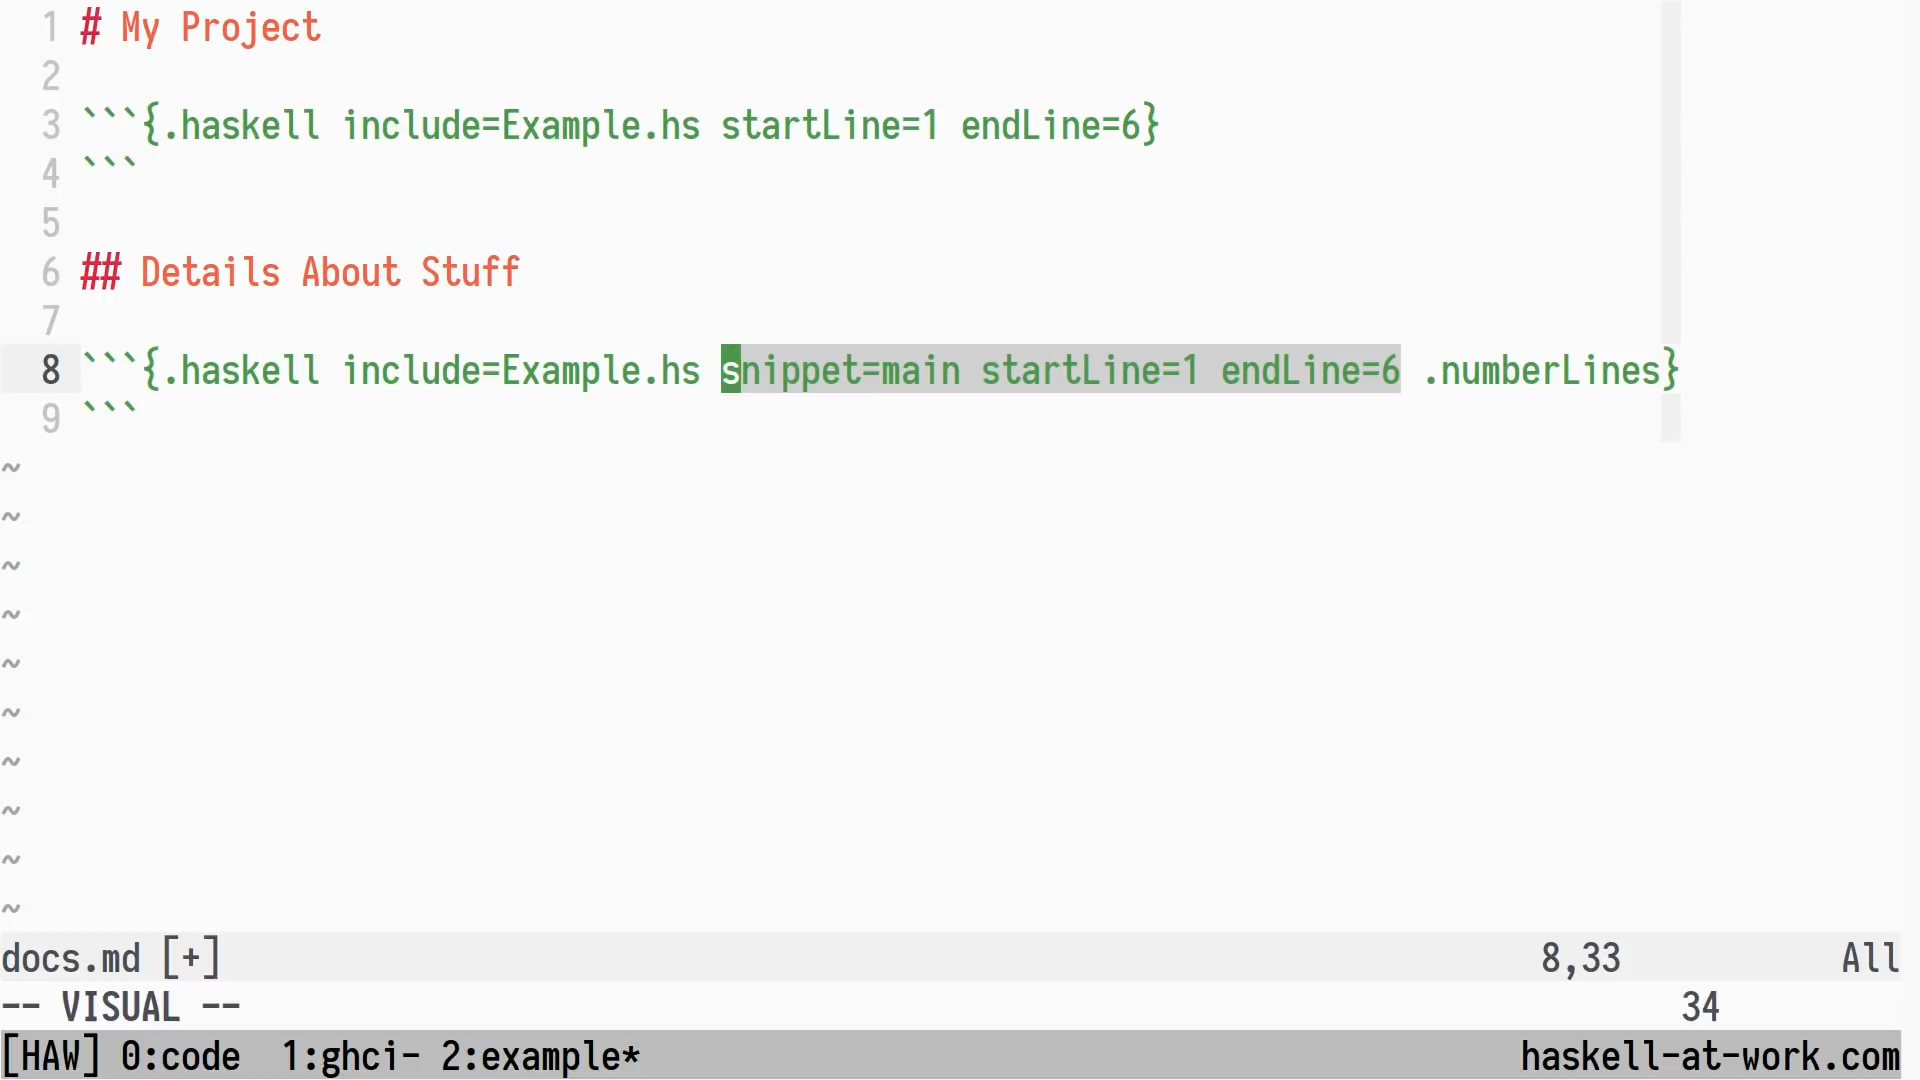 1 # My Project
2
3 ```{.haskell include=Example.hs startLine=1 endLine=6}
4 ```
5
6 ## Details About Stuff
7
8 ```{.haskell include=Example.hs snippet=main startLine=1 endLine=6 .numberLines}
9 ```
~
~
~
~
~
~
~
~
~
~
docs.md [+] 8,33 All
-- VISUAL -- 34
[HAW] 0:code  1:ghci- 2:example* haskell-at-work.com